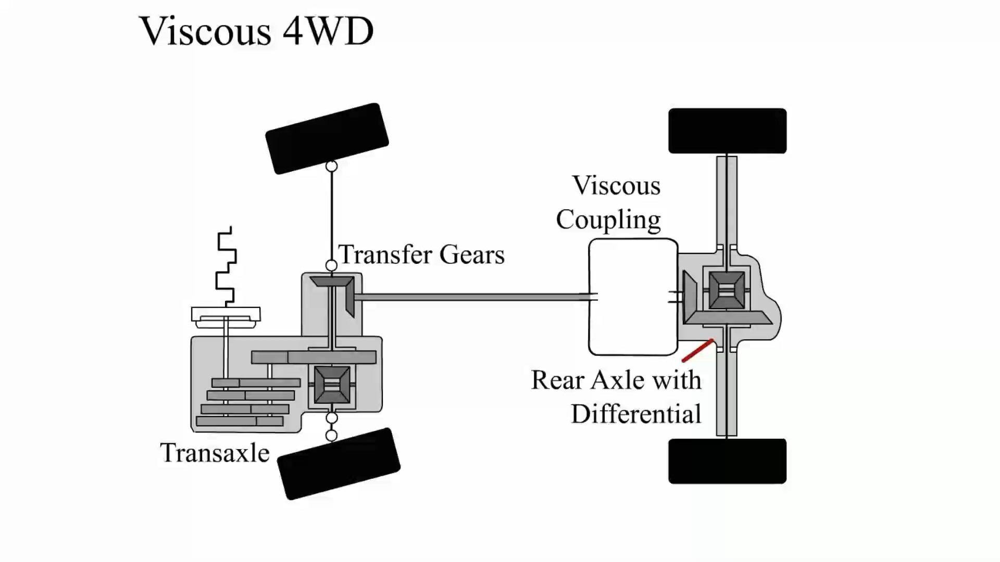 Viscous 4WD
Viscous
Coupling
Transfer Gears
Rear Axle with
Differential
Transaxle